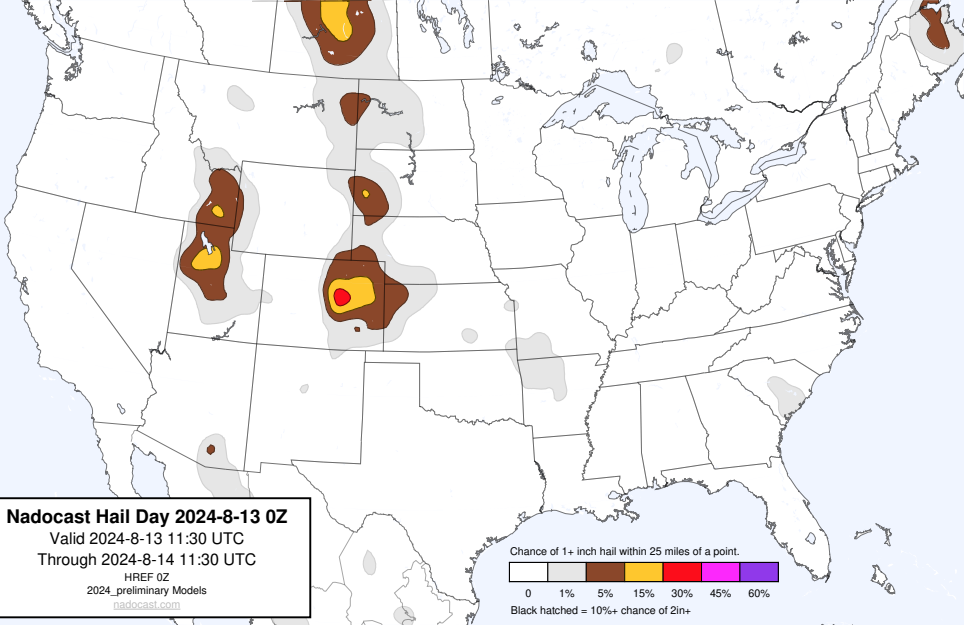 Nadocast Hail Day 2024-8-13 0Z
Valid 2024-8-13 11:30 UTC
Through 2024-8-14 11:30 UTC
HREF 0Z
2024_preliminary Models
nadocast.com
Chance of 1+ inch hail within 25 miles of a point.
0 1% 5% 15% 30% 45% 60%
Black hatched = 10%+ chance of 2in+